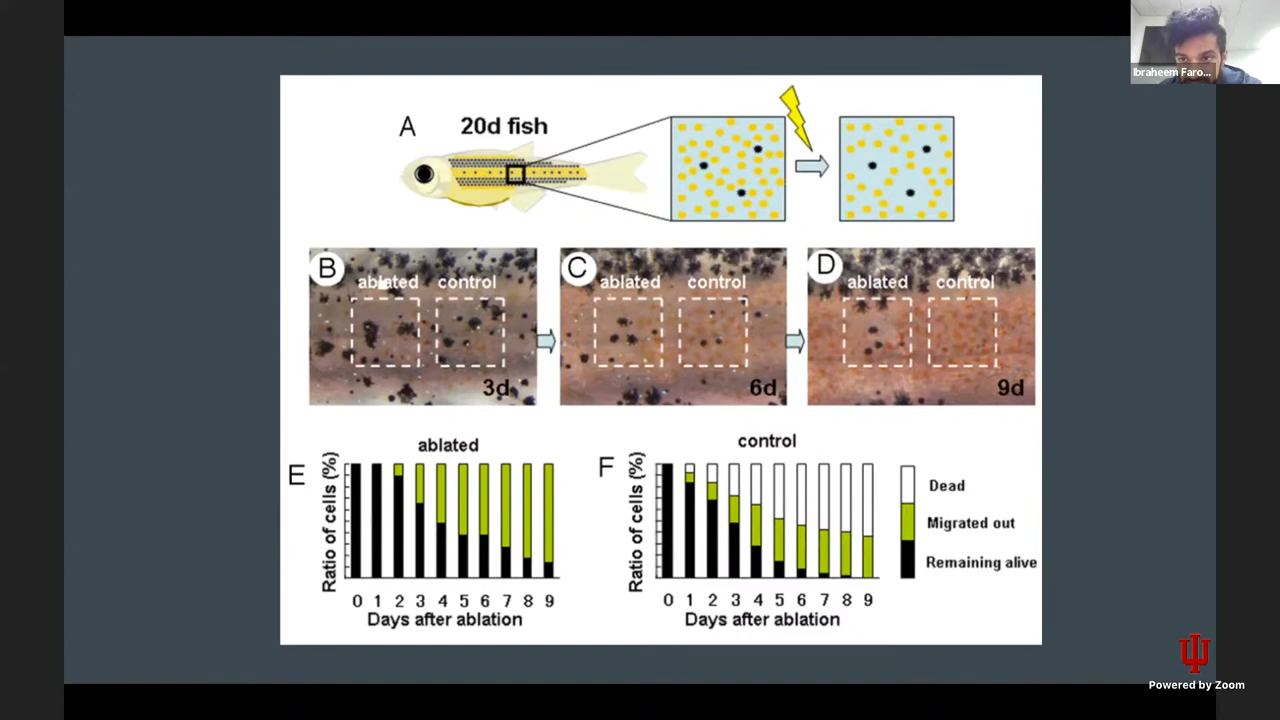 Ibraheem Faro...
A
20d fish
B
ablated
control
3d
C
ablated
control
6d
D
ablated
control
9d
E
ablated
Ratio of cells (%)
0 1 2 3 4 5 6 7 8 9
Days after ablation
F
control
Ratio of cells (%)
0 1 2 3 4 5 6 7 8 9
Days after ablation
Dead
Migrated out
Remaining alive
Powered by Zoom